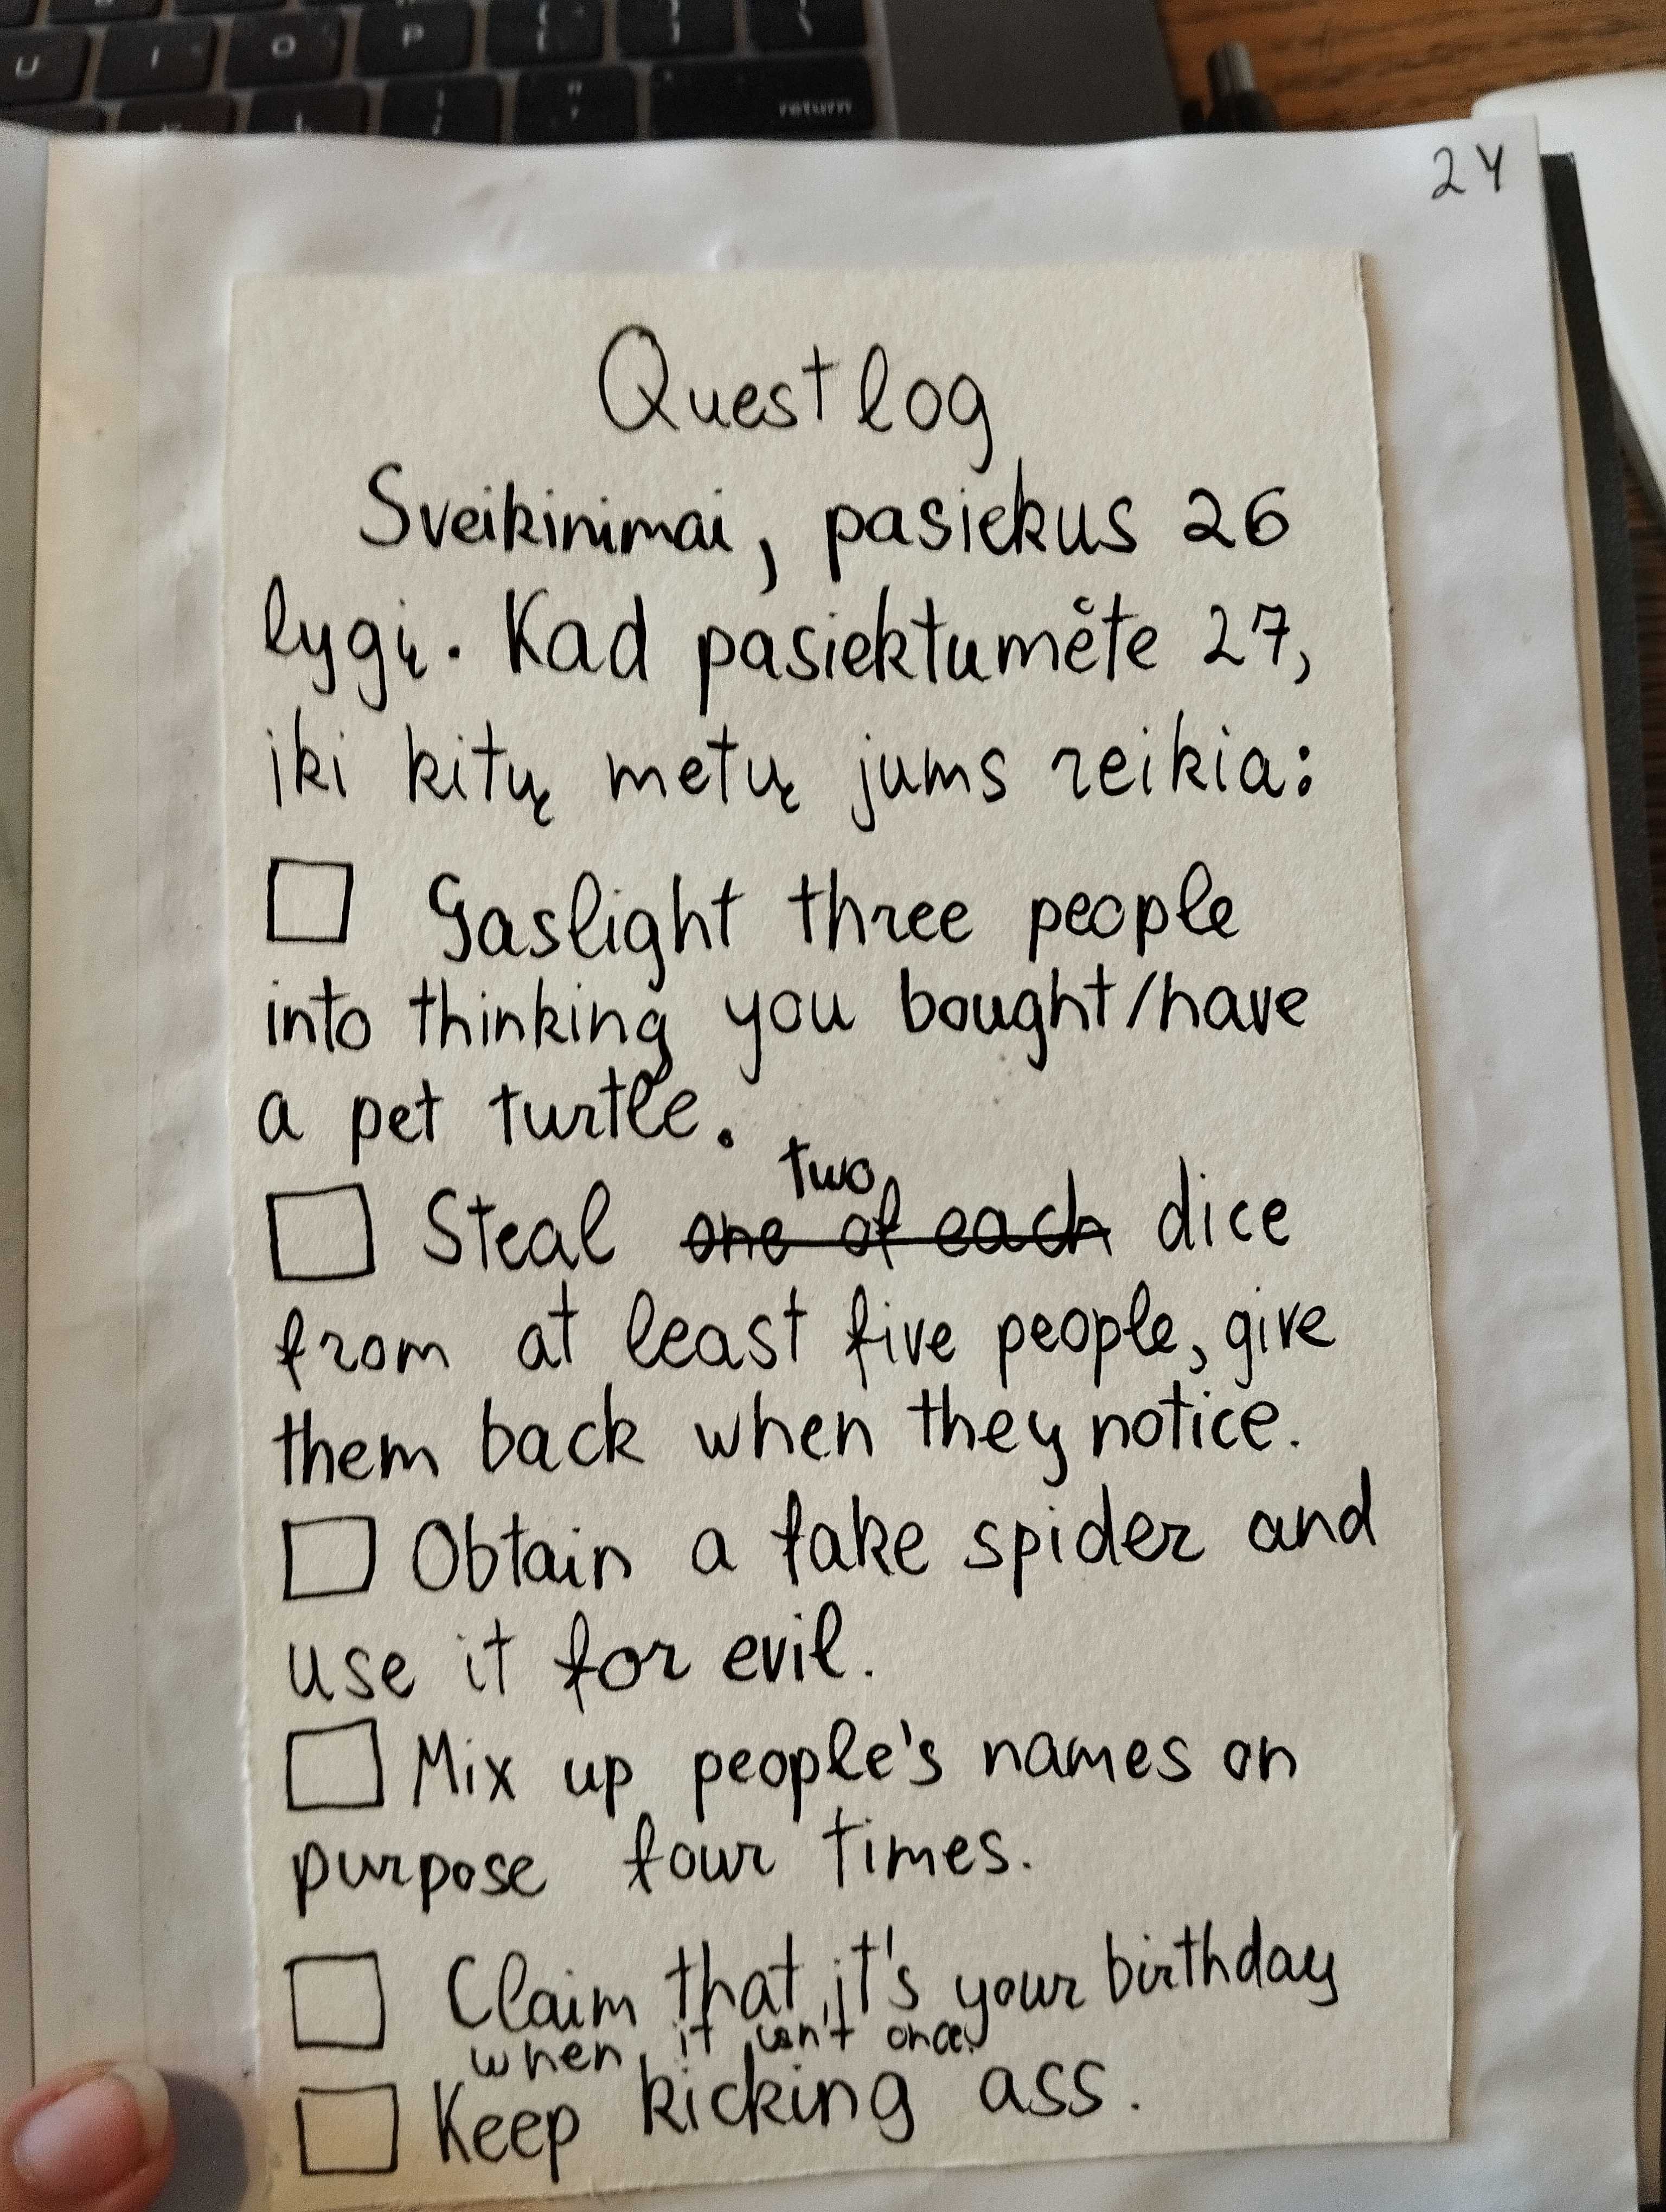 U I O P { [ } ] | \
K L : ; " ' return
24
Quest log
Sveikinimai, pasiekus 26
lygį. Kad pasiektumėte 27,
iki kitų metų jums reikia:
Gaslight three people
into thinking you bought/have
a pet turtle.
two
Steal one of each dice
from at least five people, give
them back when they notice.
Obtain a fake spider and
use it for evil.
Mix up people's names on
purpose four times.
Claim that it's your birthday
when it isn't once.
Keep kicking ass.